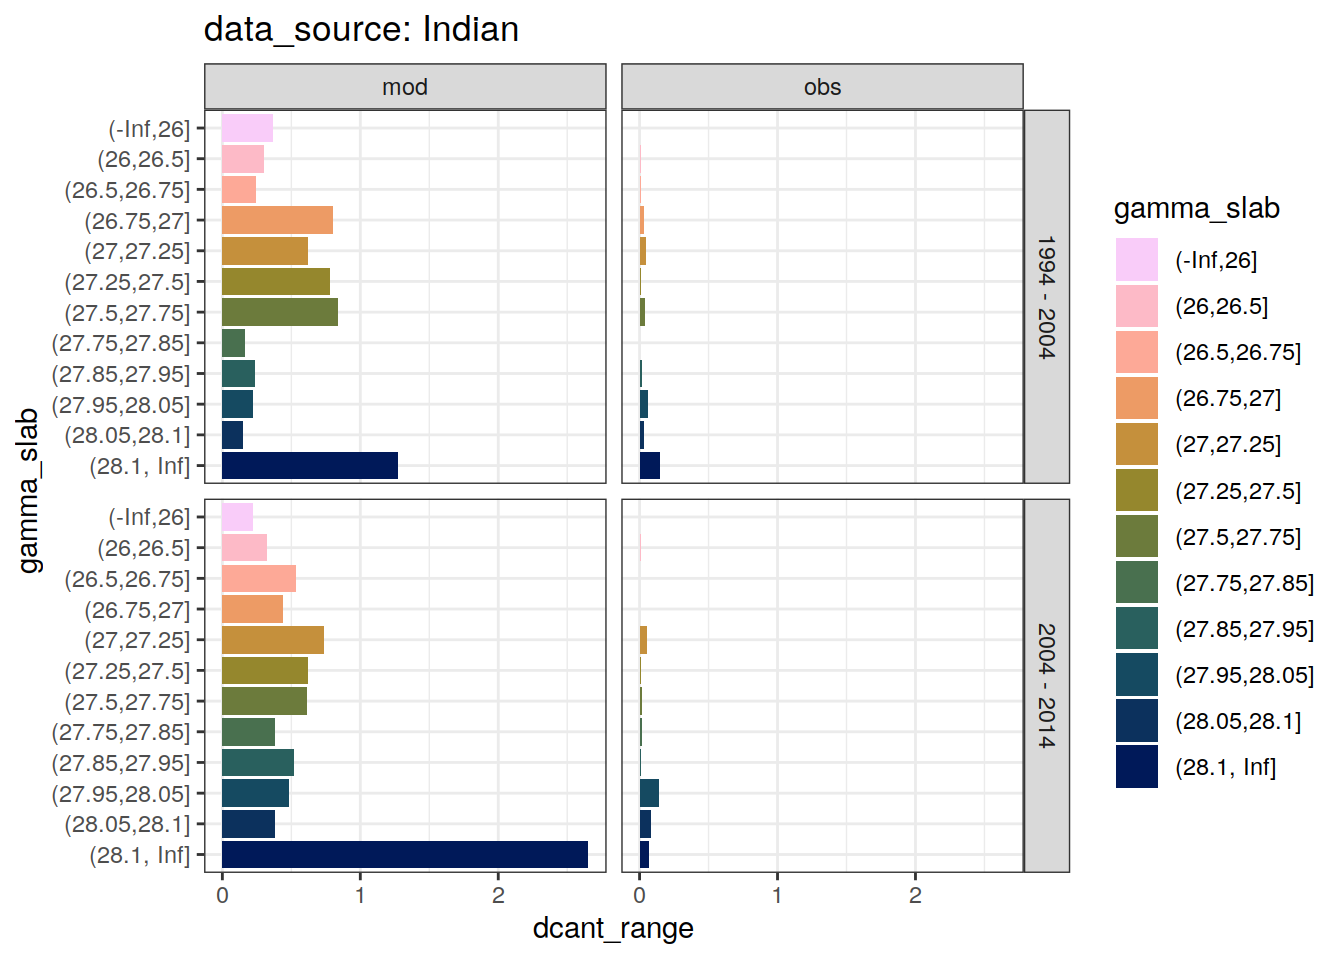 data_source: Indian
mod
obs
gamma_slab
(-Inf,26]
(26,26.5]
(26.5,26.75]
(26.75,27]
(27,27.25]
(27.25,27.5]
(27.5,27.75]
(27.75,27.85]
(27.85,27.95]
(27.95,28.05]
(28.05,28.1]
(28.1, Inf]
1994 - 2004
(-Inf,26]
(26,26.5]
(26.5,26.75]
(26.75,27]
(27,27.25]
(27.25,27.5]
(27.5,27.75]
(27.75,27.85]
(27.85,27.95]
(27.95,28.05]
(28.05,28.1]
(28.1, Inf]
2004 - 2014
0 1 2
0 1 2
dcant_range
gamma_slab
(-Inf,26]
(26,26.5]
(26.5,26.75]
(26.75,27]
(27,27.25]
(27.25,27.5]
(27.5,27.75]
(27.75,27.85]
(27.85,27.95]
(27.95,28.05]
(28.05,28.1]
(28.1, Inf]